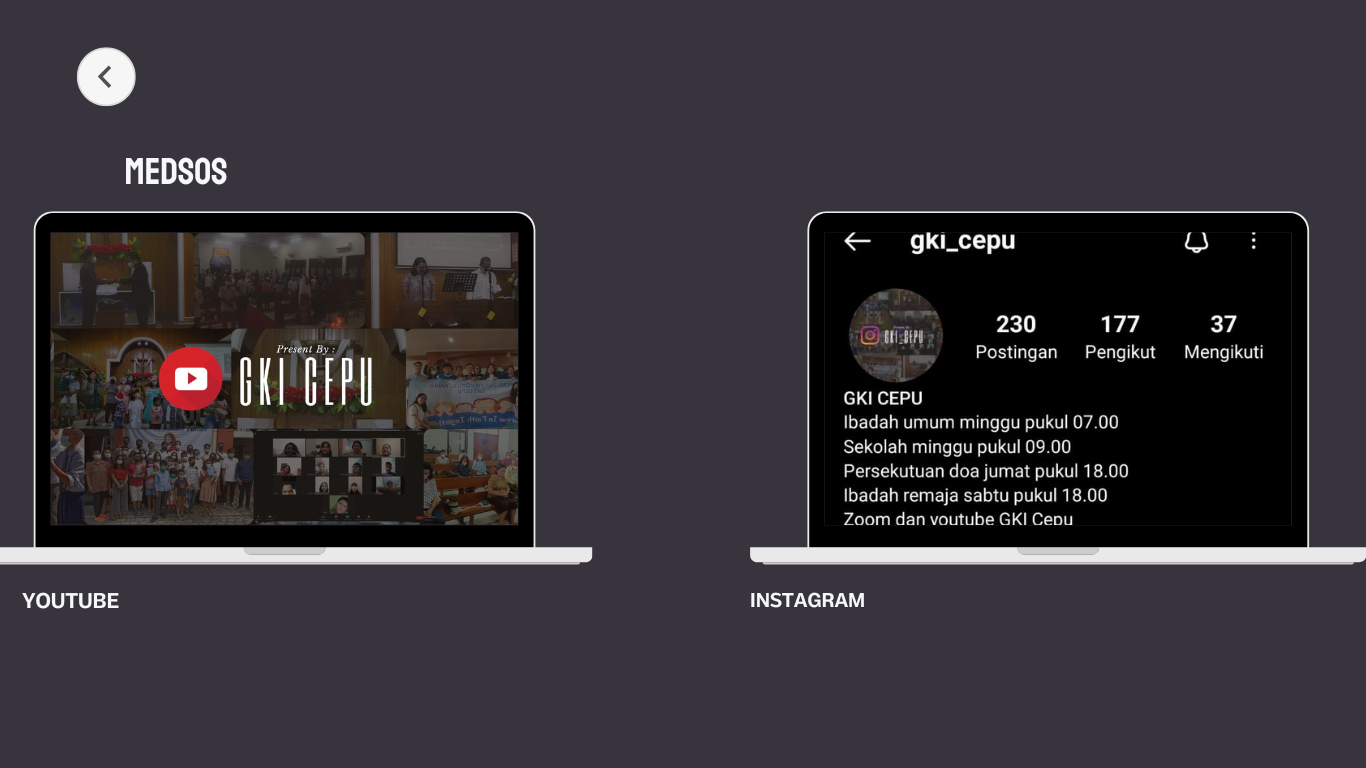 MEDSOS
Present By :
GKI CEPU
YOUTUBE
gki_cepu
230
Postingan
177
Pengikut
37
Mengikuti
GKI CEPU
Ibadah umum minggu pukul 07.00
Sekolah minggu pukul 09.00
Persekutuan doa jumat pukul 18.00
Ibadah remaja sabtu pukul 18.00
Zoom dan youtube GKI Cepu
INSTAGRAM